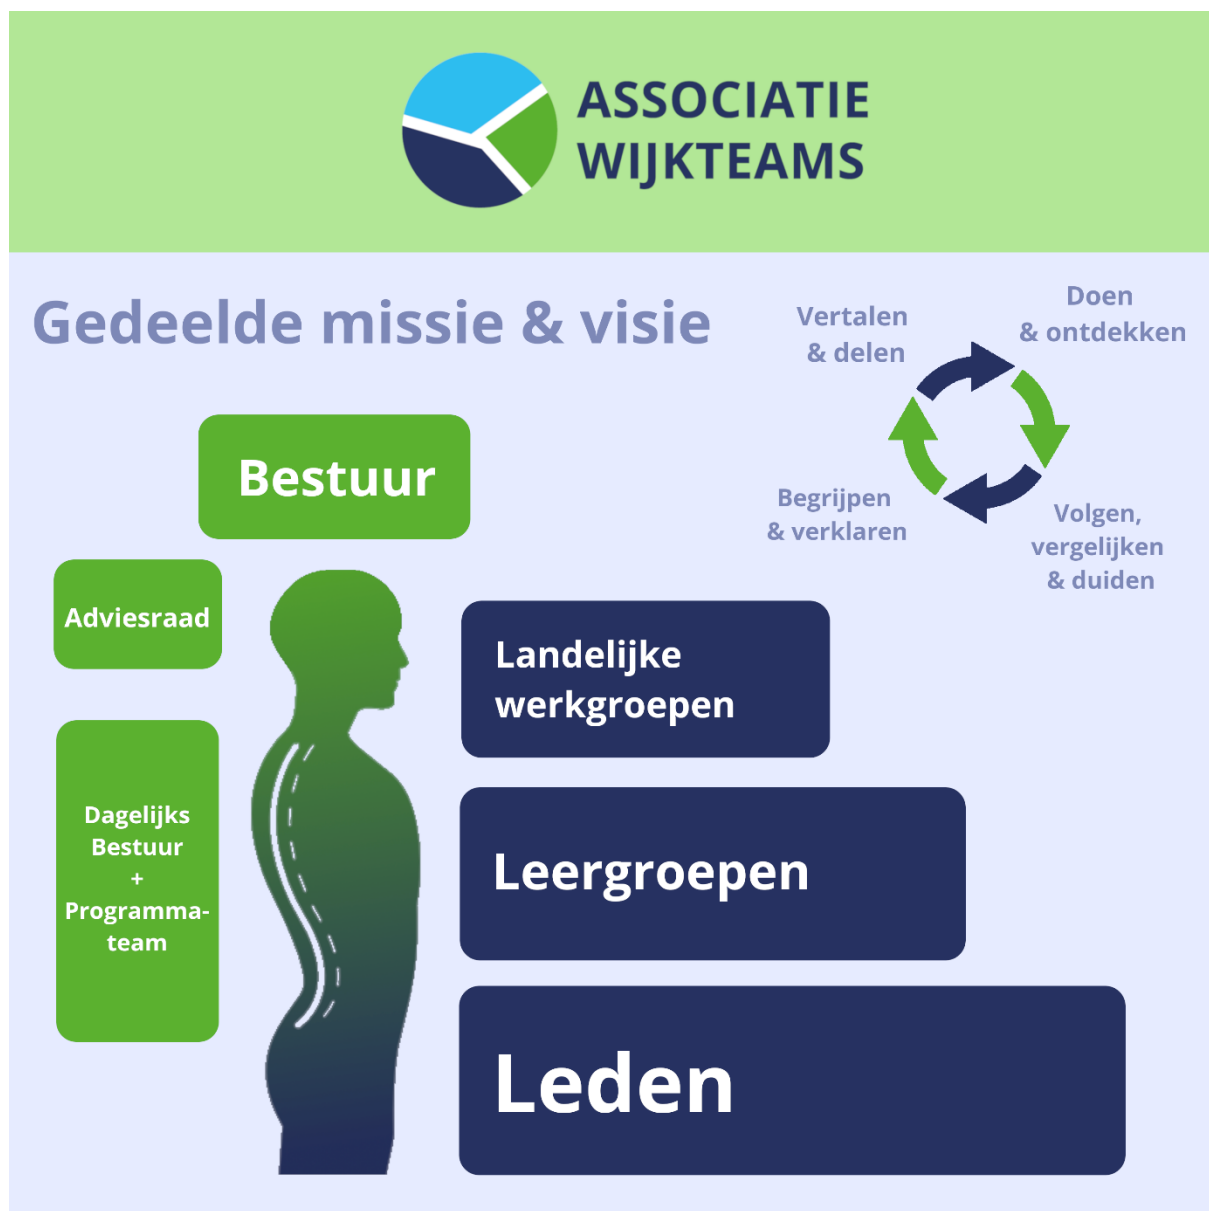 ASSOCIATIE
WIJKTEAMS
Gedeelde missie & visie
Vertalen
& delen
Doen
& ontdekken
Begrijpen
& verklaren
Volgen,
vergelijken
& duiden
Bestuur
Adviesraad
Dagelijks
Bestuur
+
Programma-
team
Landelijke
werkgroepen
Leergroepen
Leden